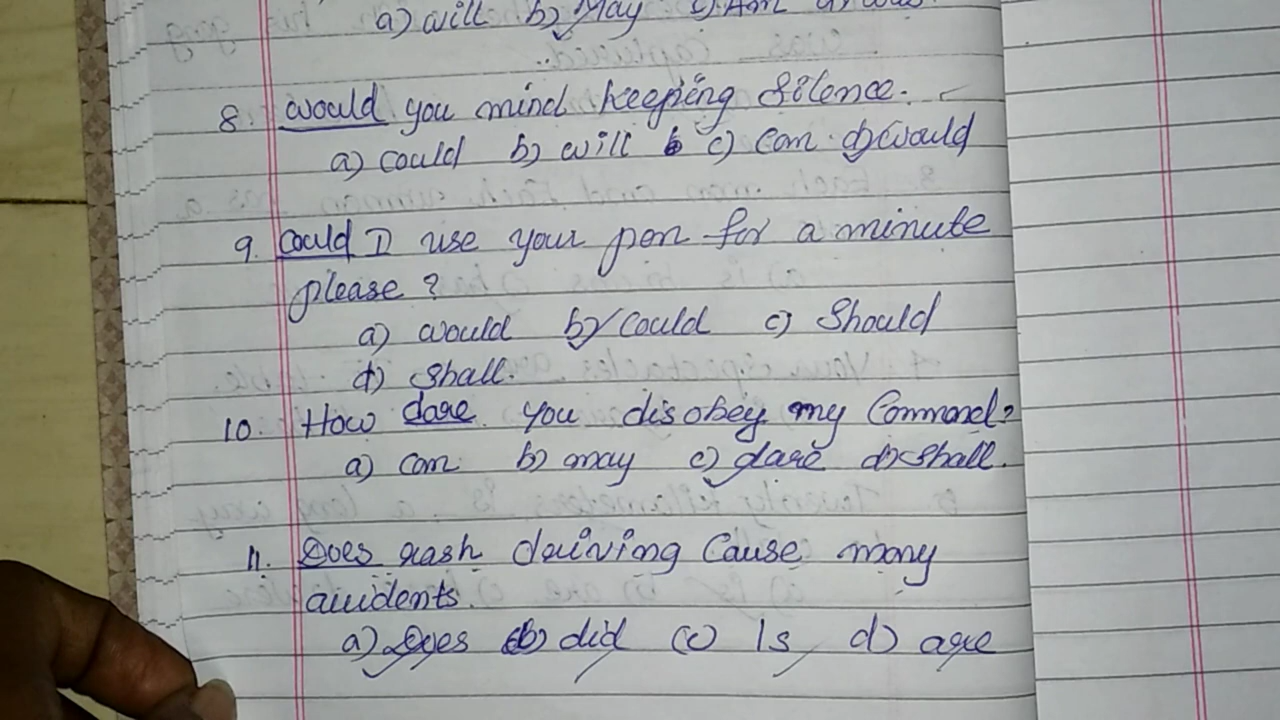 a) will b) May
8. would you mind keeping Silence.
a) could b) will c) can d) would
9. Could I use your pen for a minute
please ?
a) would b) Could c) Should
d) Shall.
10. How dare you disobey my Command?
a) can b) may c) dare d) Shall.
11. Does rash driving Cause many
accidents.
a) Does b) did (c) Is, d) are